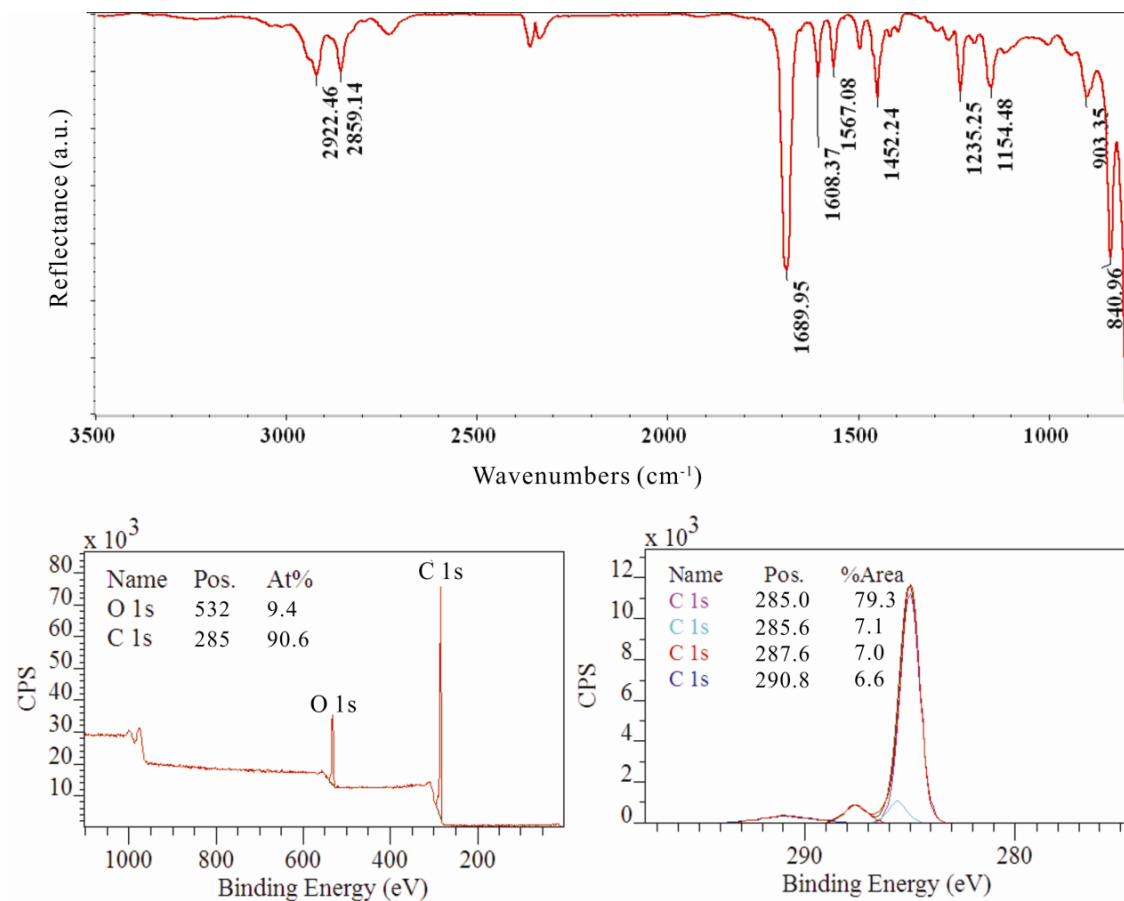 Reflectance (a.u.)
2922.46
2859.14
1689.95
1608.37
1567.08
1452.24
1235.25
1154.48
903.35
840.96
3500 3000 2500 2000 1500 1000
Wavenumbers (cm⁻¹)
x 10³
80
70
60
50
40
30
20
10
CPS
Name Pos. At%
O 1s 532 9.4
C 1s 285 90.6
C 1s
O 1s
1000 800 600 400 200
Binding Energy (eV)
x 10³
12
10
8
6
4
2
0
CPS
Name Pos. %Area
C 1s 285.0 79.3
C 1s 285.6 7.1
C 1s 287.6 7.0
C 1s 290.8 6.6
290 280
Binding Energy (eV)